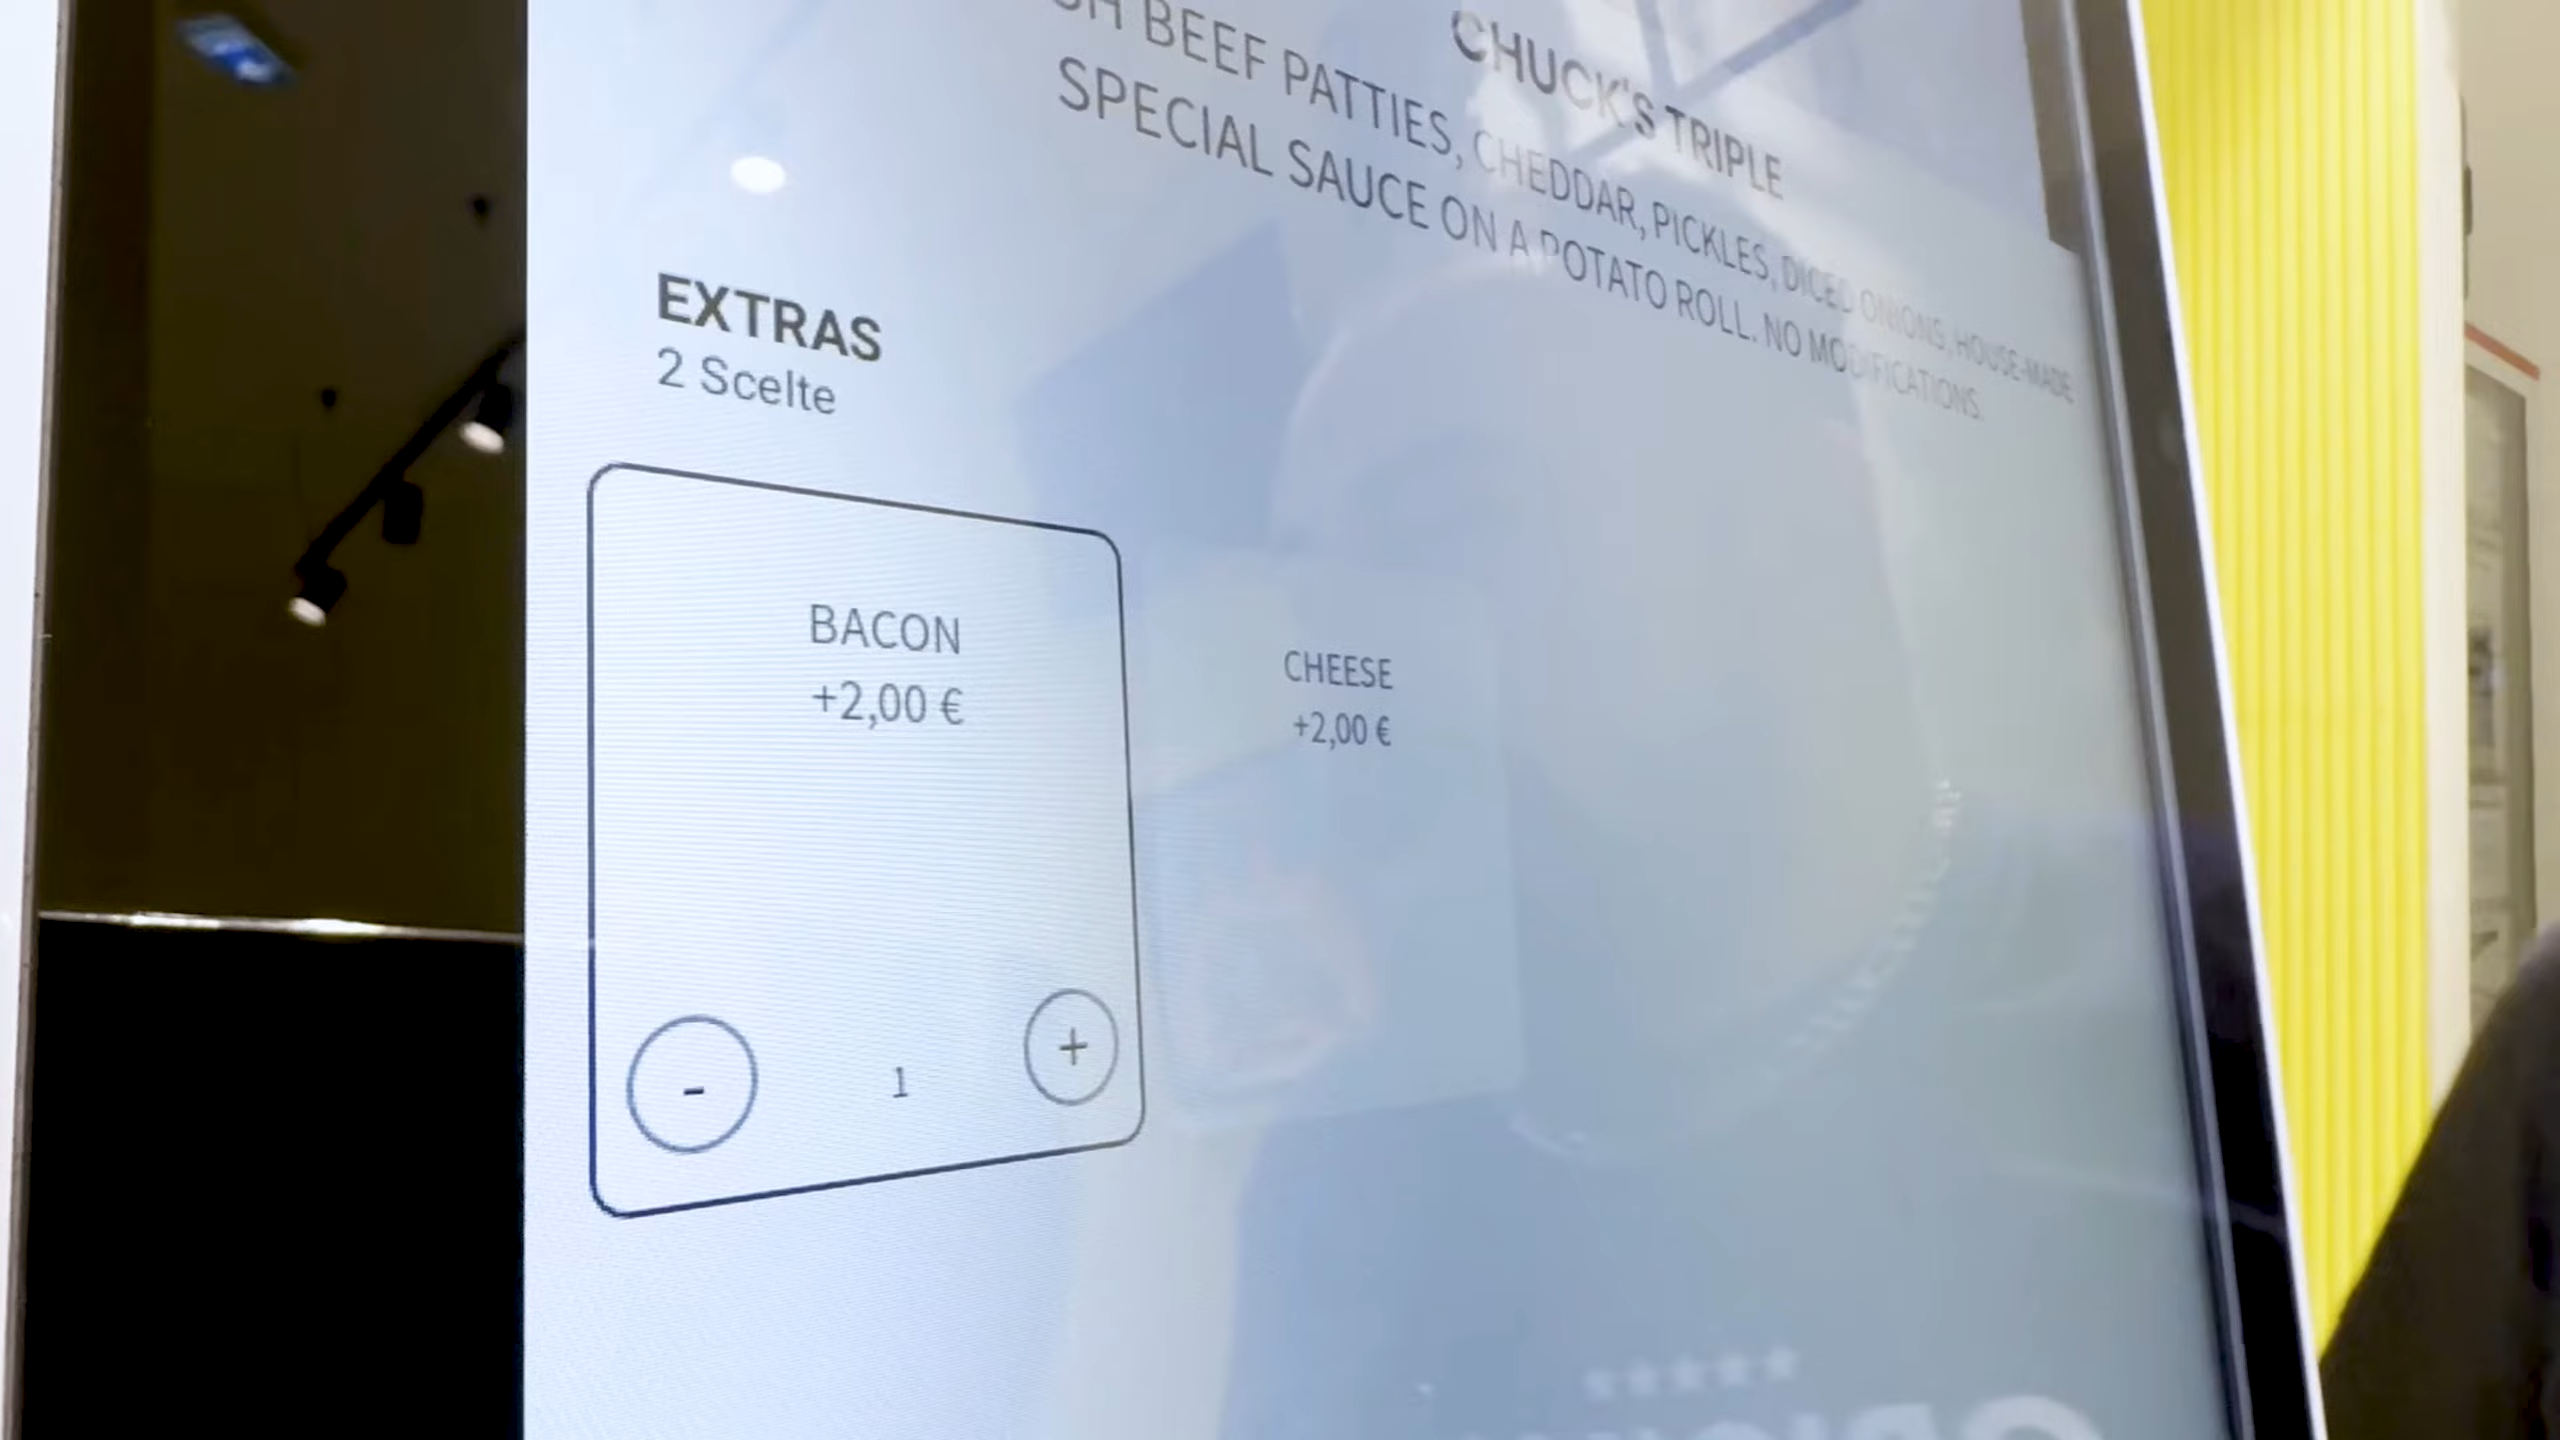 CHUCK'S TRIPLE
BEEF PATTIES, CHEDDAR, PICKLES, DICED ONIONS, HOUSE-MADE
SPECIAL SAUCE ON A POTATO ROLL. NO MODIFICATIONS.
EXTRAS
2 Scelte
BACON
+2,00 €
CHEESE
+2,00 €
- 1 +